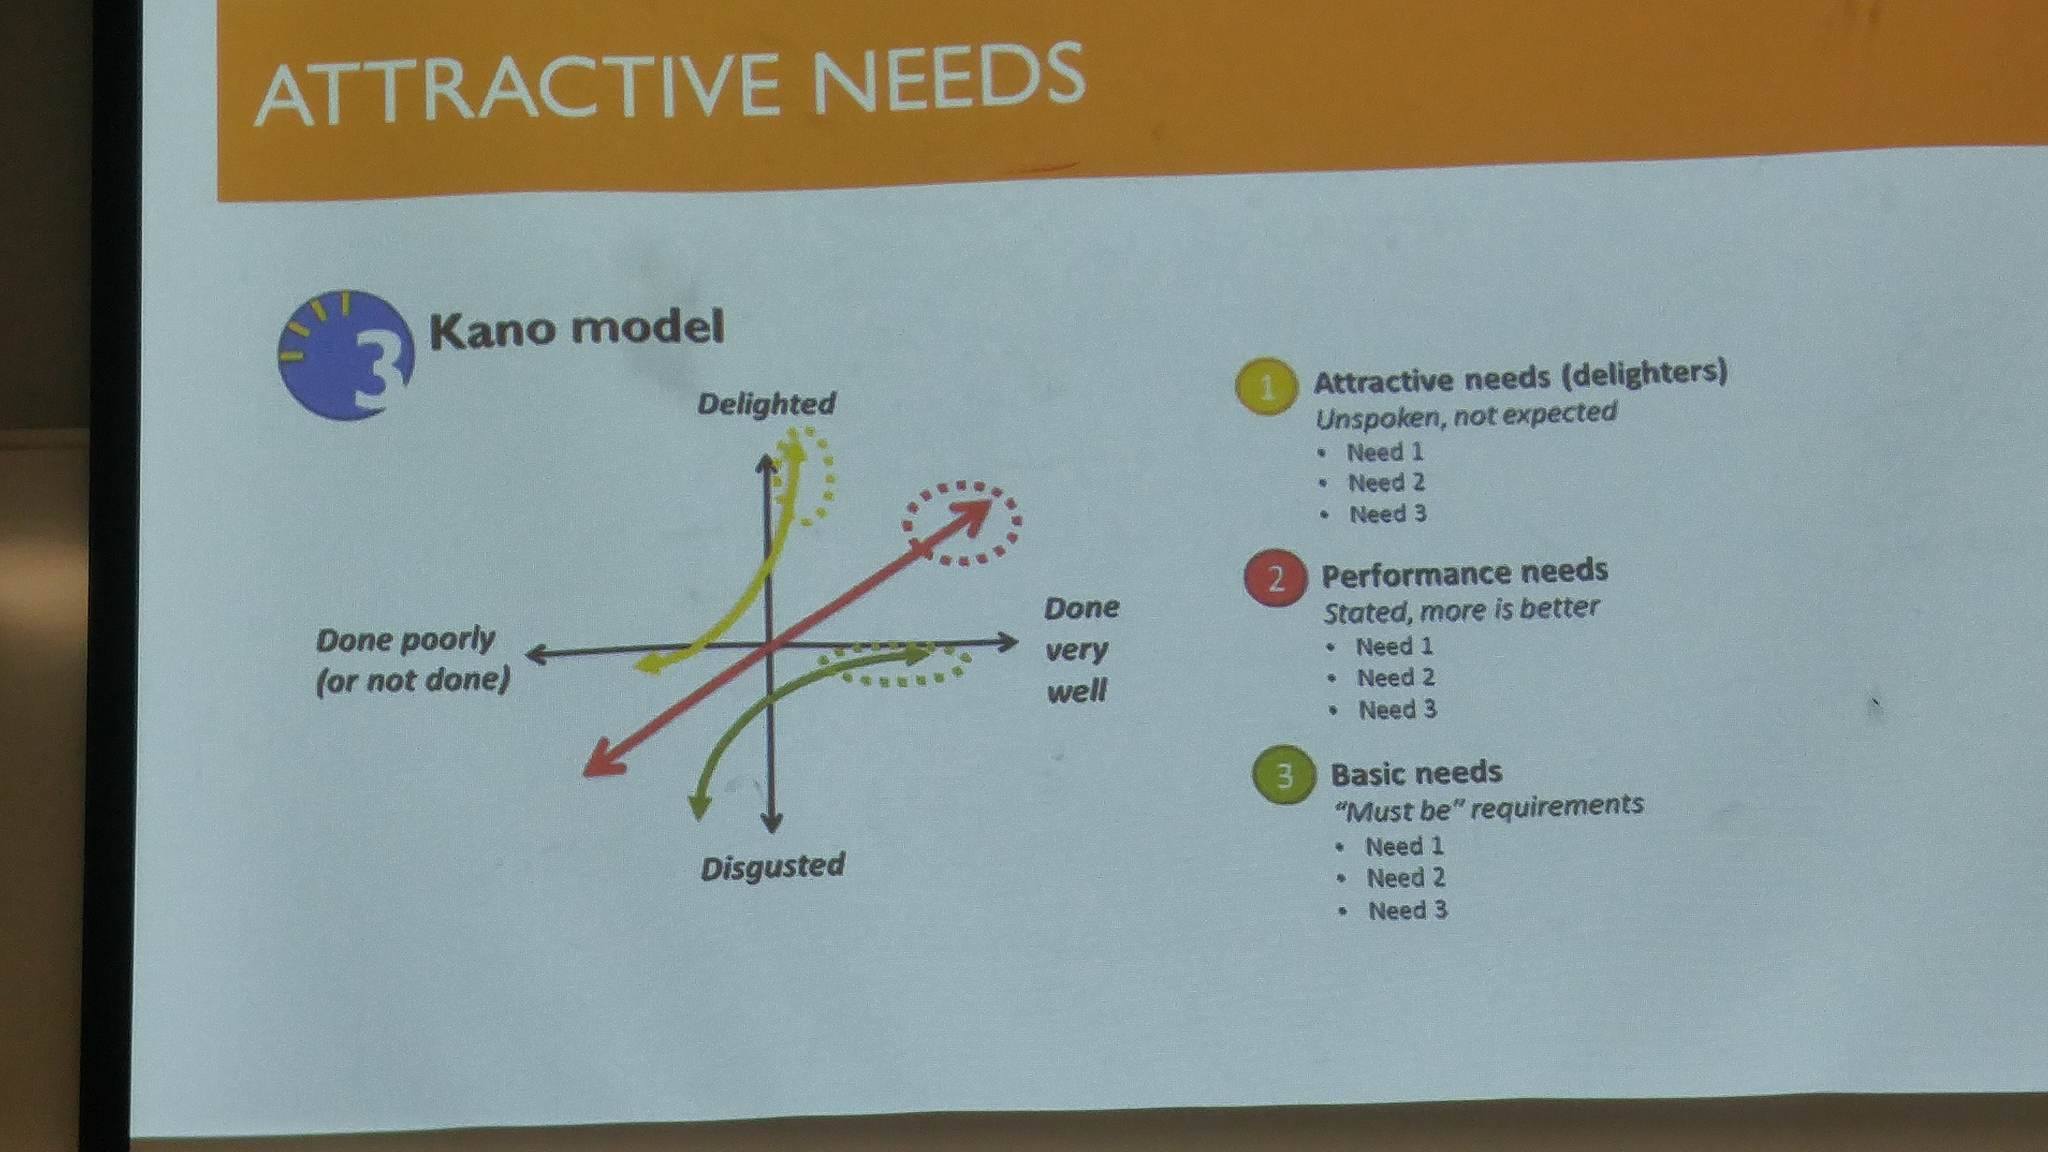 ATTRACTIVE NEEDS
3 Kano model
Delighted
Done poorly
(or not done)
Done
very
well
Disgusted
1 Attractive needs (delighters)
Unspoken, not expected
• Need 1
• Need 2
• Need 3
2 Performance needs
Stated, more is better
• Need 1
• Need 2
• Need 3
3 Basic needs
"Must be" requirements
• Need 1
• Need 2
• Need 3